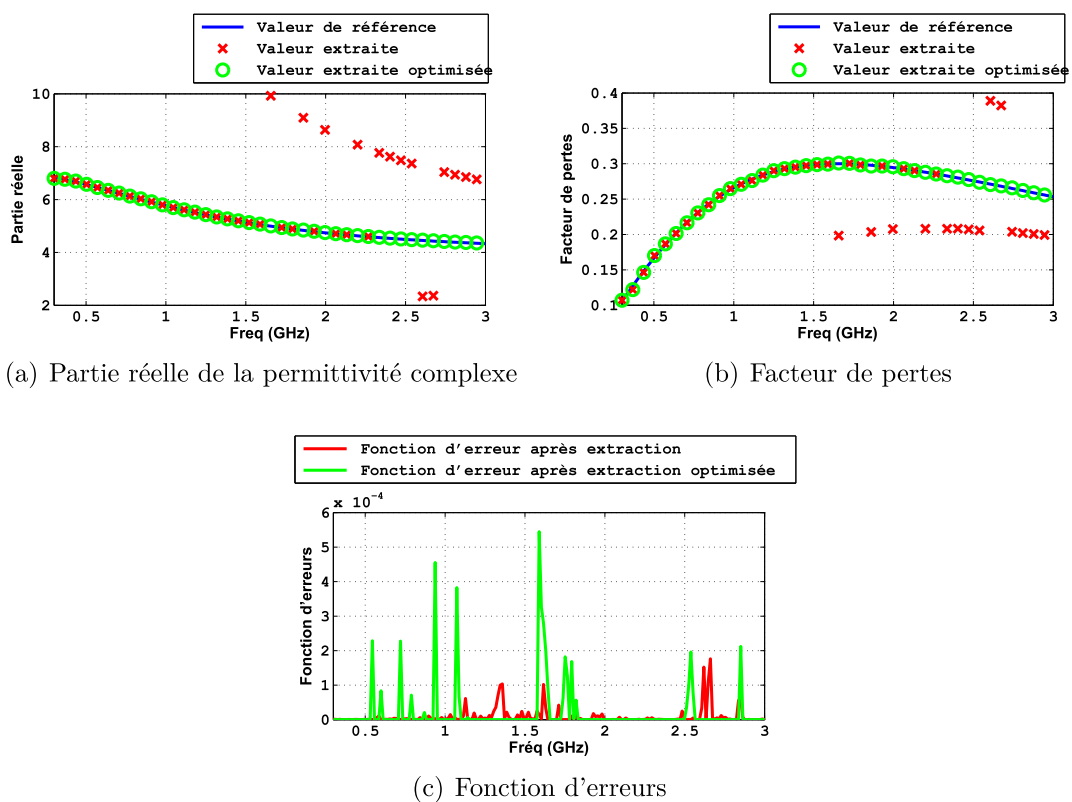 Valeur de référence
Valeur extraite
Valeur extraite optimisée
10
8
6
4
2
0.5
1
1.5
2
2.5
3
Partie réelle
Freq (GHz)
(a) Partie réelle de la permittivité complexe
Valeur de référence
Valeur extraite
Valeur extraite optimisée
0.4
0.35
0.3
0.25
0.2
0.15
0.1
0.5
1
1.5
2
2.5
3
Facteur de pertes
Freq (GHz)
(b) Facteur de pertes
Fonction d'erreur après extraction
Fonction d'erreur après extraction optimisée
x 10⁻⁴
6
5
4
3
2
1
0
0.5
1
1.5
2
2.5
3
Fonction d'erreurs
Fréq (GHz)
(c) Fonction d'erreurs